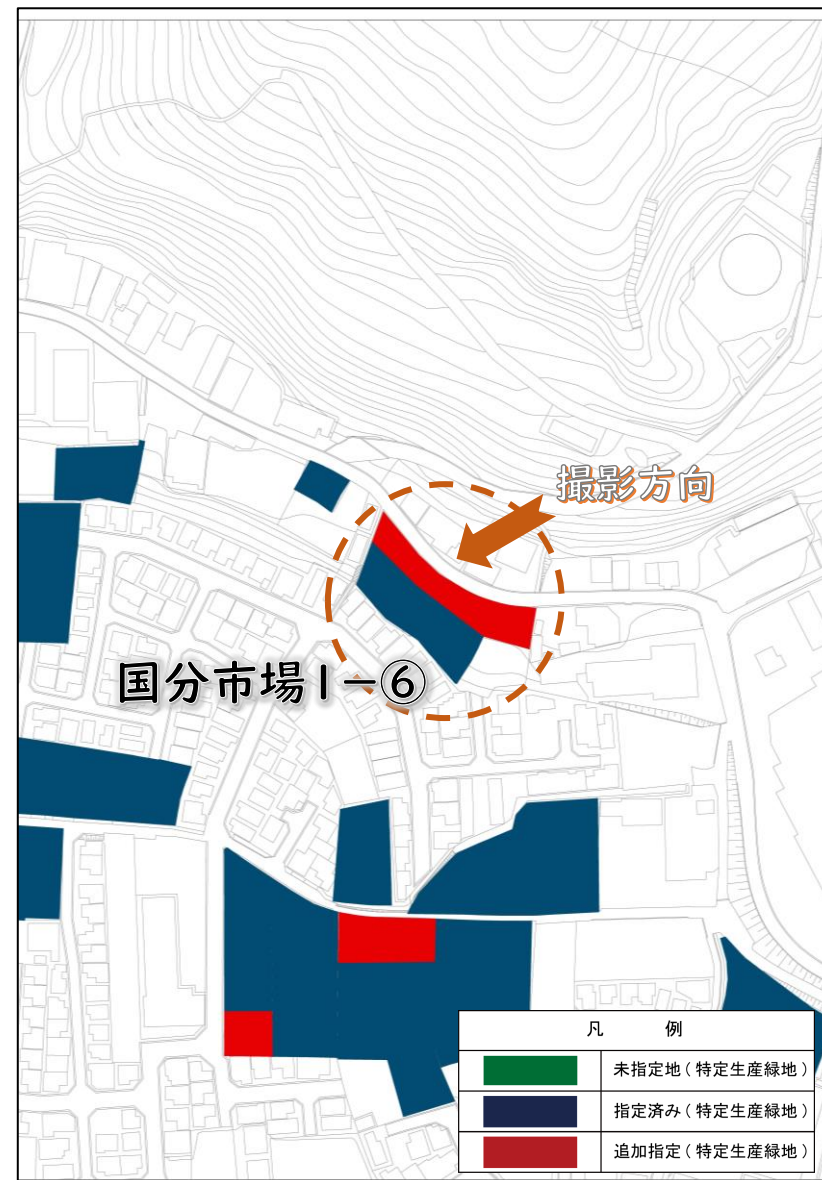 撮影方向
国分市場1-⑥
凡 例
未指定地(特定生産緑地)
指定済み(特定生産緑地)
追加指定(特定生産緑地)